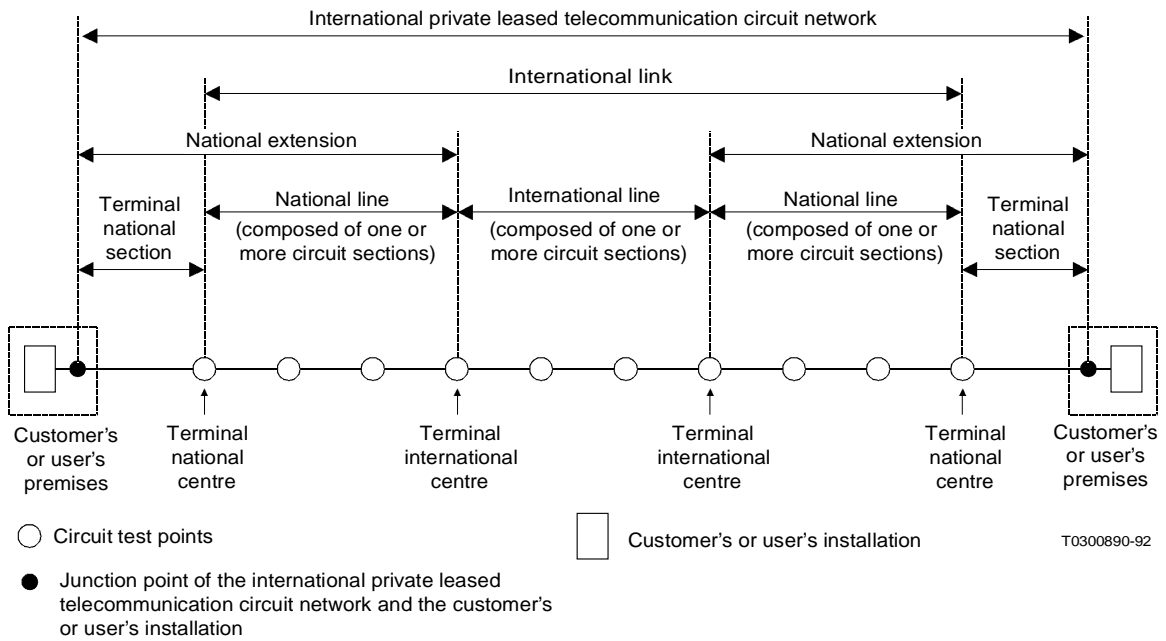 International private leased telecommunication circuit network
International link
National extension
National extension
Terminal
national
section
National line
(composed of one or
more circuit sections)
International line
(composed of one or
more circuit sections)
National line
(composed of one or
more circuit sections)
Terminal
national
section
Customer's
or user's
premises
Terminal
national
centre
Terminal
international
centre
Terminal
international
centre
Terminal
national
centre
Customer's
or user's
premises
Circuit test points
Customer's or user's installation
T0300890-92
Junction point of the international private leased
telecommunication circuit network and the customer's
or user's installation